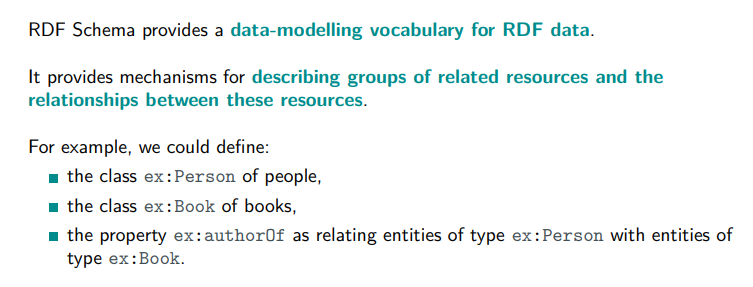 RDF Schema provides a data-modelling vocabulary for RDF data.
It provides mechanisms for describing groups of related resources and the
relationships between these resources.
For example, we could define:
the class ex:Person of people,
the class ex:Book of books,
the property ex:authorOf as relating entities of type ex:Person with entities of
type ex:Book.